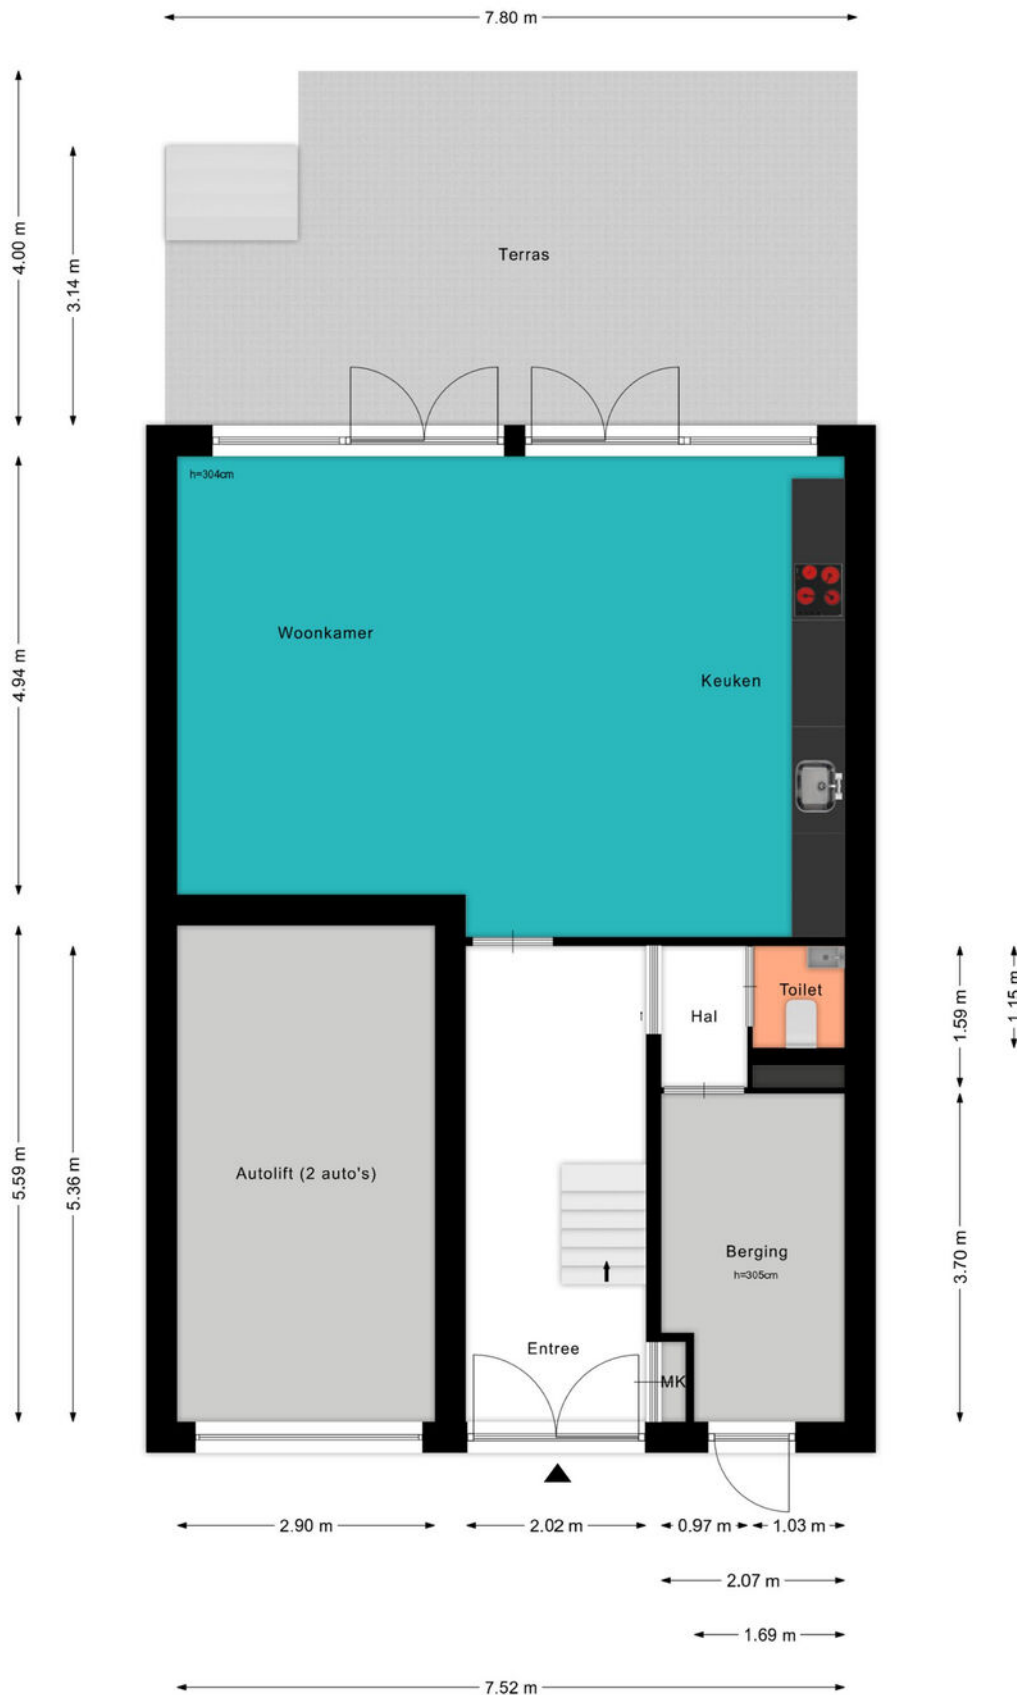 7.80 m
4.00 m
3.14 m
Terras
h=304cm
Woonkamer
Keuken
4.94 m
Toilet
Hal
1.59 m
1.15 m
5.59 m
5.36 m
Autolift (2 auto's)
Berging
h=305cm
3.70 m
Entree
MK
2.90 m
2.02 m
0.97 m
1.03 m
2.07 m
1.69 m
7.52 m